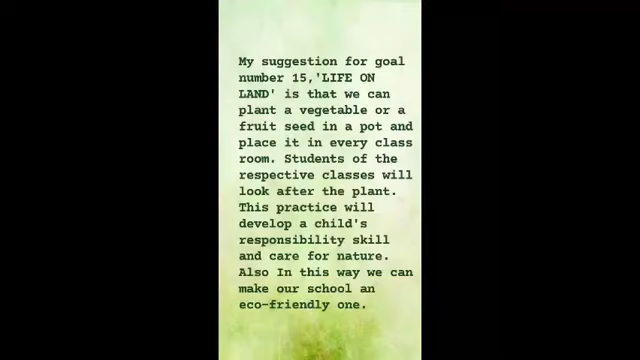 My suggestion for goal
number 15,'LIFE ON
LAND' is that we can
plant a vegetable or a
fruit seed in a pot and
place it in every class
room. Students of the
respective classes will
look after the plant.
This practice will
develop a child's
responsibility skill
and care for nature.
Also In this way we can
make our school an
eco-friendly one.